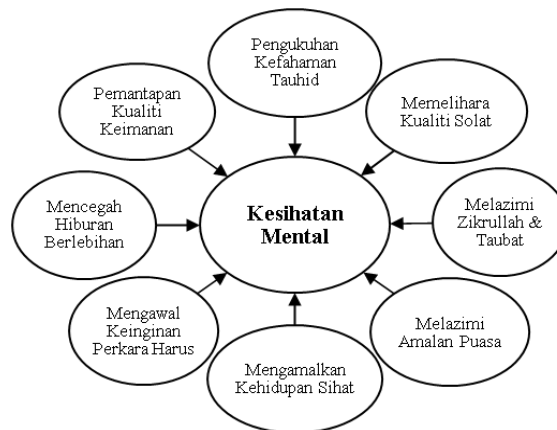 Pengukuhan
Kefahaman
Tauhid
Memelihara
Kualiti Solat
Melazimi
Zikrullah &
Taubat
Melazimi
Amalan Puasa
Mengamalkan
Kehidupan Sihat
Mengawal
Keinginan
Perkara Harus
Mencegah
Hiburan
Berlebihan
Pemantapan
Kualiti
Keimanan
Kesihatan
Mental